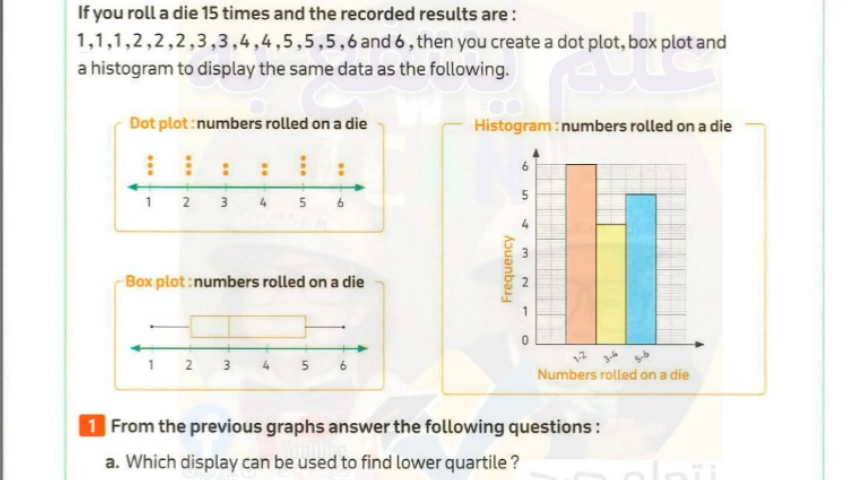 If you roll a die 15 times and the recorded results are :
1,1,1,2,2,2,3,3,4,4,5,5,5,6 and 6, then you create a dot plot, box plot and
a histogram to display the same data as the following.
Dot plot : numbers rolled on a die
1 2 3 4 5 6
Box plot : numbers rolled on a die
1 2 3 4 5 6
Histogram : numbers rolled on a die
Frequency
6
5
4
3
2
1
0
1-2 3-4 5-6
Numbers rolled on a die
1 From the previous graphs answer the following questions :
a. Which display can be used to find lower quartile ?
علم ينتفع به